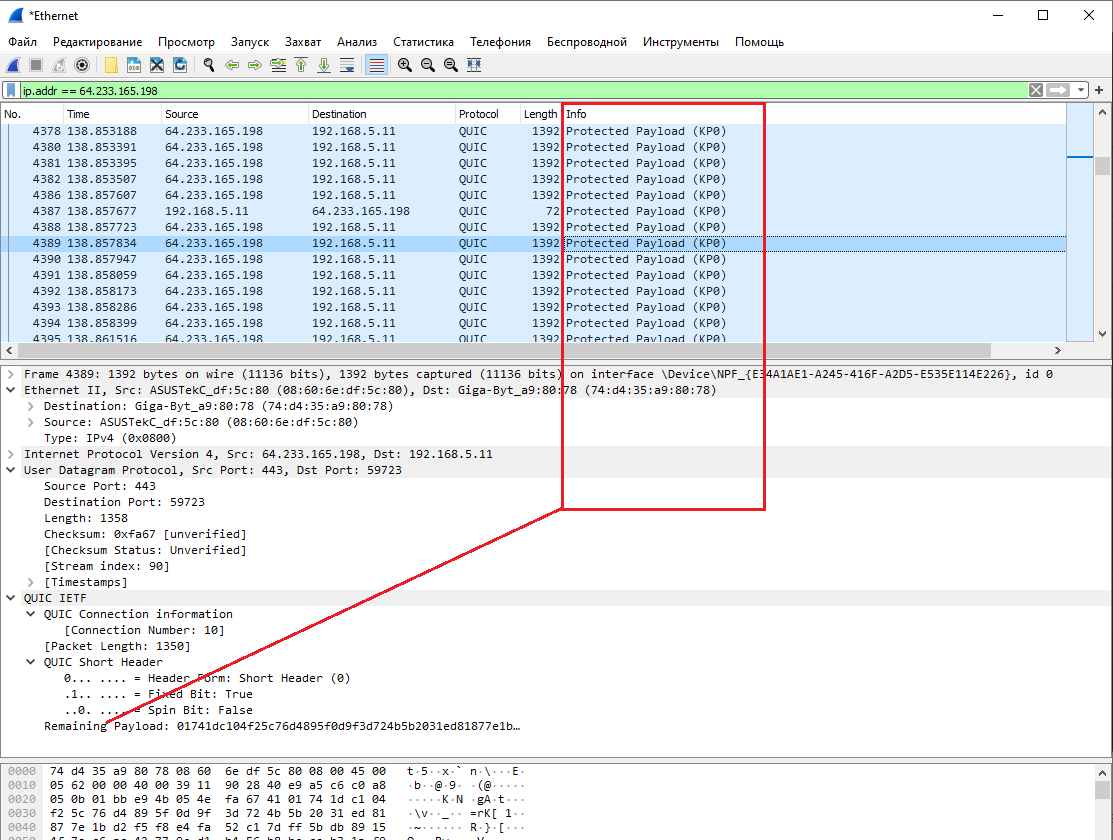 *Ethernet
Файл Редактирование Просмотр Запуск Захват Анализ Статистика Телефония Беспроводной Инструменты Помощь
ip.addr == 64.233.165.198
No. Time Source Destination Protocol Length Info
4378 138.853188 64.233.165.198 192.168.5.11 QUIC 1392 Protected Payload (KP0)
4380 138.853391 64.233.165.198 192.168.5.11 QUIC 1392 Protected Payload (KP0)
4381 138.853395 64.233.165.198 192.168.5.11 QUIC 1392 Protected Payload (KP0)
4382 138.853507 64.233.165.198 192.168.5.11 QUIC 1392 Protected Payload (KP0)
4386 138.857607 64.233.165.198 192.168.5.11 QUIC 1392 Protected Payload (KP0)
4387 138.857677 192.168.5.11 64.233.165.198 QUIC 72 Protected Payload (KP0)
4388 138.857723 64.233.165.198 192.168.5.11 QUIC 1392 Protected Payload (KP0)
4389 138.857834 64.233.165.198 192.168.5.11 QUIC 1392 Protected Payload (KP0)
4390 138.857947 64.233.165.198 192.168.5.11 QUIC 1392 Protected Payload (KP0)
4391 138.858059 64.233.165.198 192.168.5.11 QUIC 1392 Protected Payload (KP0)
4392 138.858173 64.233.165.198 192.168.5.11 QUIC 1392 Protected Payload (KP0)
4393 138.858286 64.233.165.198 192.168.5.11 QUIC 1392 Protected Payload (KP0)
4394 138.858399 64.233.165.198 192.168.5.11 QUIC 1392 Protected Payload (KP0)
4395 138.861516 64.233.165.198 192.168.5.11 QUIC 1392 Protected Payload (KP0)
Frame 4389: 1392 bytes on wire (11136 bits), 1392 bytes captured (11136 bits) on interface \Device\NPF_{E34A1AE1-A245-416F-A2D5-E535E114E226}, id 0
Ethernet II, Src: ASUSTekC_df:5c:80 (08:60:6e:df:5c:80), Dst: Giga-Byt_a9:80:78 (74:d4:35:a9:80:78)
Destination: Giga-Byt_a9:80:78 (74:d4:35:a9:80:78)
Source: ASUSTekC_df:5c:80 (08:60:6e:df:5c:80)
Type: IPv4 (0x0800)
Internet Protocol Version 4, Src: 64.233.165.198, Dst: 192.168.5.11
User Datagram Protocol, Src Port: 443, Dst Port: 59723
Source Port: 443
Destination Port: 59723
Length: 1358
Checksum: 0xfa67 [unverified]
[Checksum Status: Unverified]
[Stream index: 90]
[Timestamps]
QUIC IETF
QUIC Connection information
[Connection Number: 10]
[Packet Length: 1350]
QUIC Short Header
0... .... = Header Form: Short Header (0)
.1.. .... = Fixed Bit: True
..0. .... = Spin Bit: False
Remaining Payload: 01741dc104f25c76d4895f0d9f3d724b5b2031ed81877e1b…
0000 74 d4 35 a9 80 78 08 60 6e df 5c 80 08 00 45 00 t·5··x·` n·\···E·
0010 05 62 00 00 40 00 39 11 90 28 40 e9 a5 c6 c0 a8 ·b··@·9· ·(@·····
0020 05 0b 01 bb e9 4b 05 4e fa 67 41 01 74 1d c1 04 ·····K·N ·gA·t···
0030 f2 5c 76 d4 89 5f 0d 9f 3d 72 4b 5b 20 31 ed 81 ·\v··_·· =rK[ 1··
0040 87 7e 1b d2 f5 f8 e4 fa 52 c1 7d ff 5b db 89 15 ·~······ R·}·[···